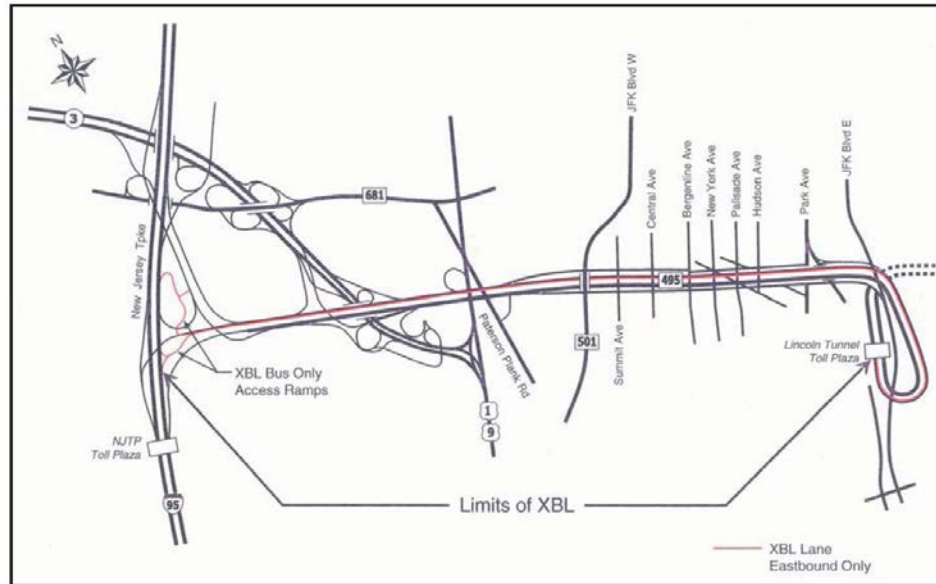 N
3
JFK Blvd W
JFK Blvd E
Central Ave
Bergenline Ave
New York Ave
Palisade Ave
Hudson Ave
Park Ave
681
New Jersey Tpke
495
XBL Bus Only
Access Ramps
Paterson Plank Rd
501
Summit Ave
Lincoln Tunnel
Toll Plaza
1
9
NJTP
Toll Plaza
95
Limits of XBL
XBL Lane
Eastbound Only